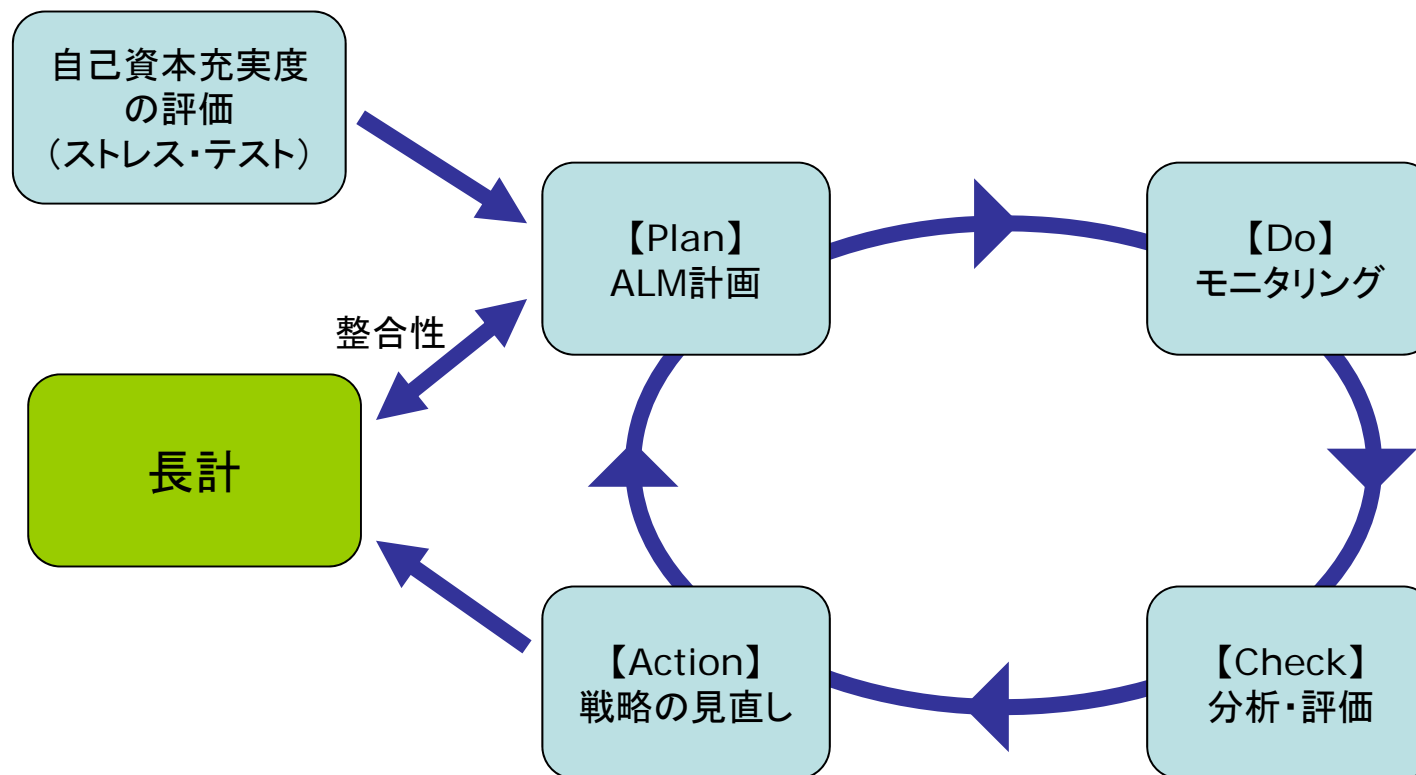 自己資本充実度
の評価
（ストレス・テスト）
【Plan】
ALM計画
【Do】
モニタリング
整合性
長計
【Action】
戦略の見直し
【Check】
分析・評価